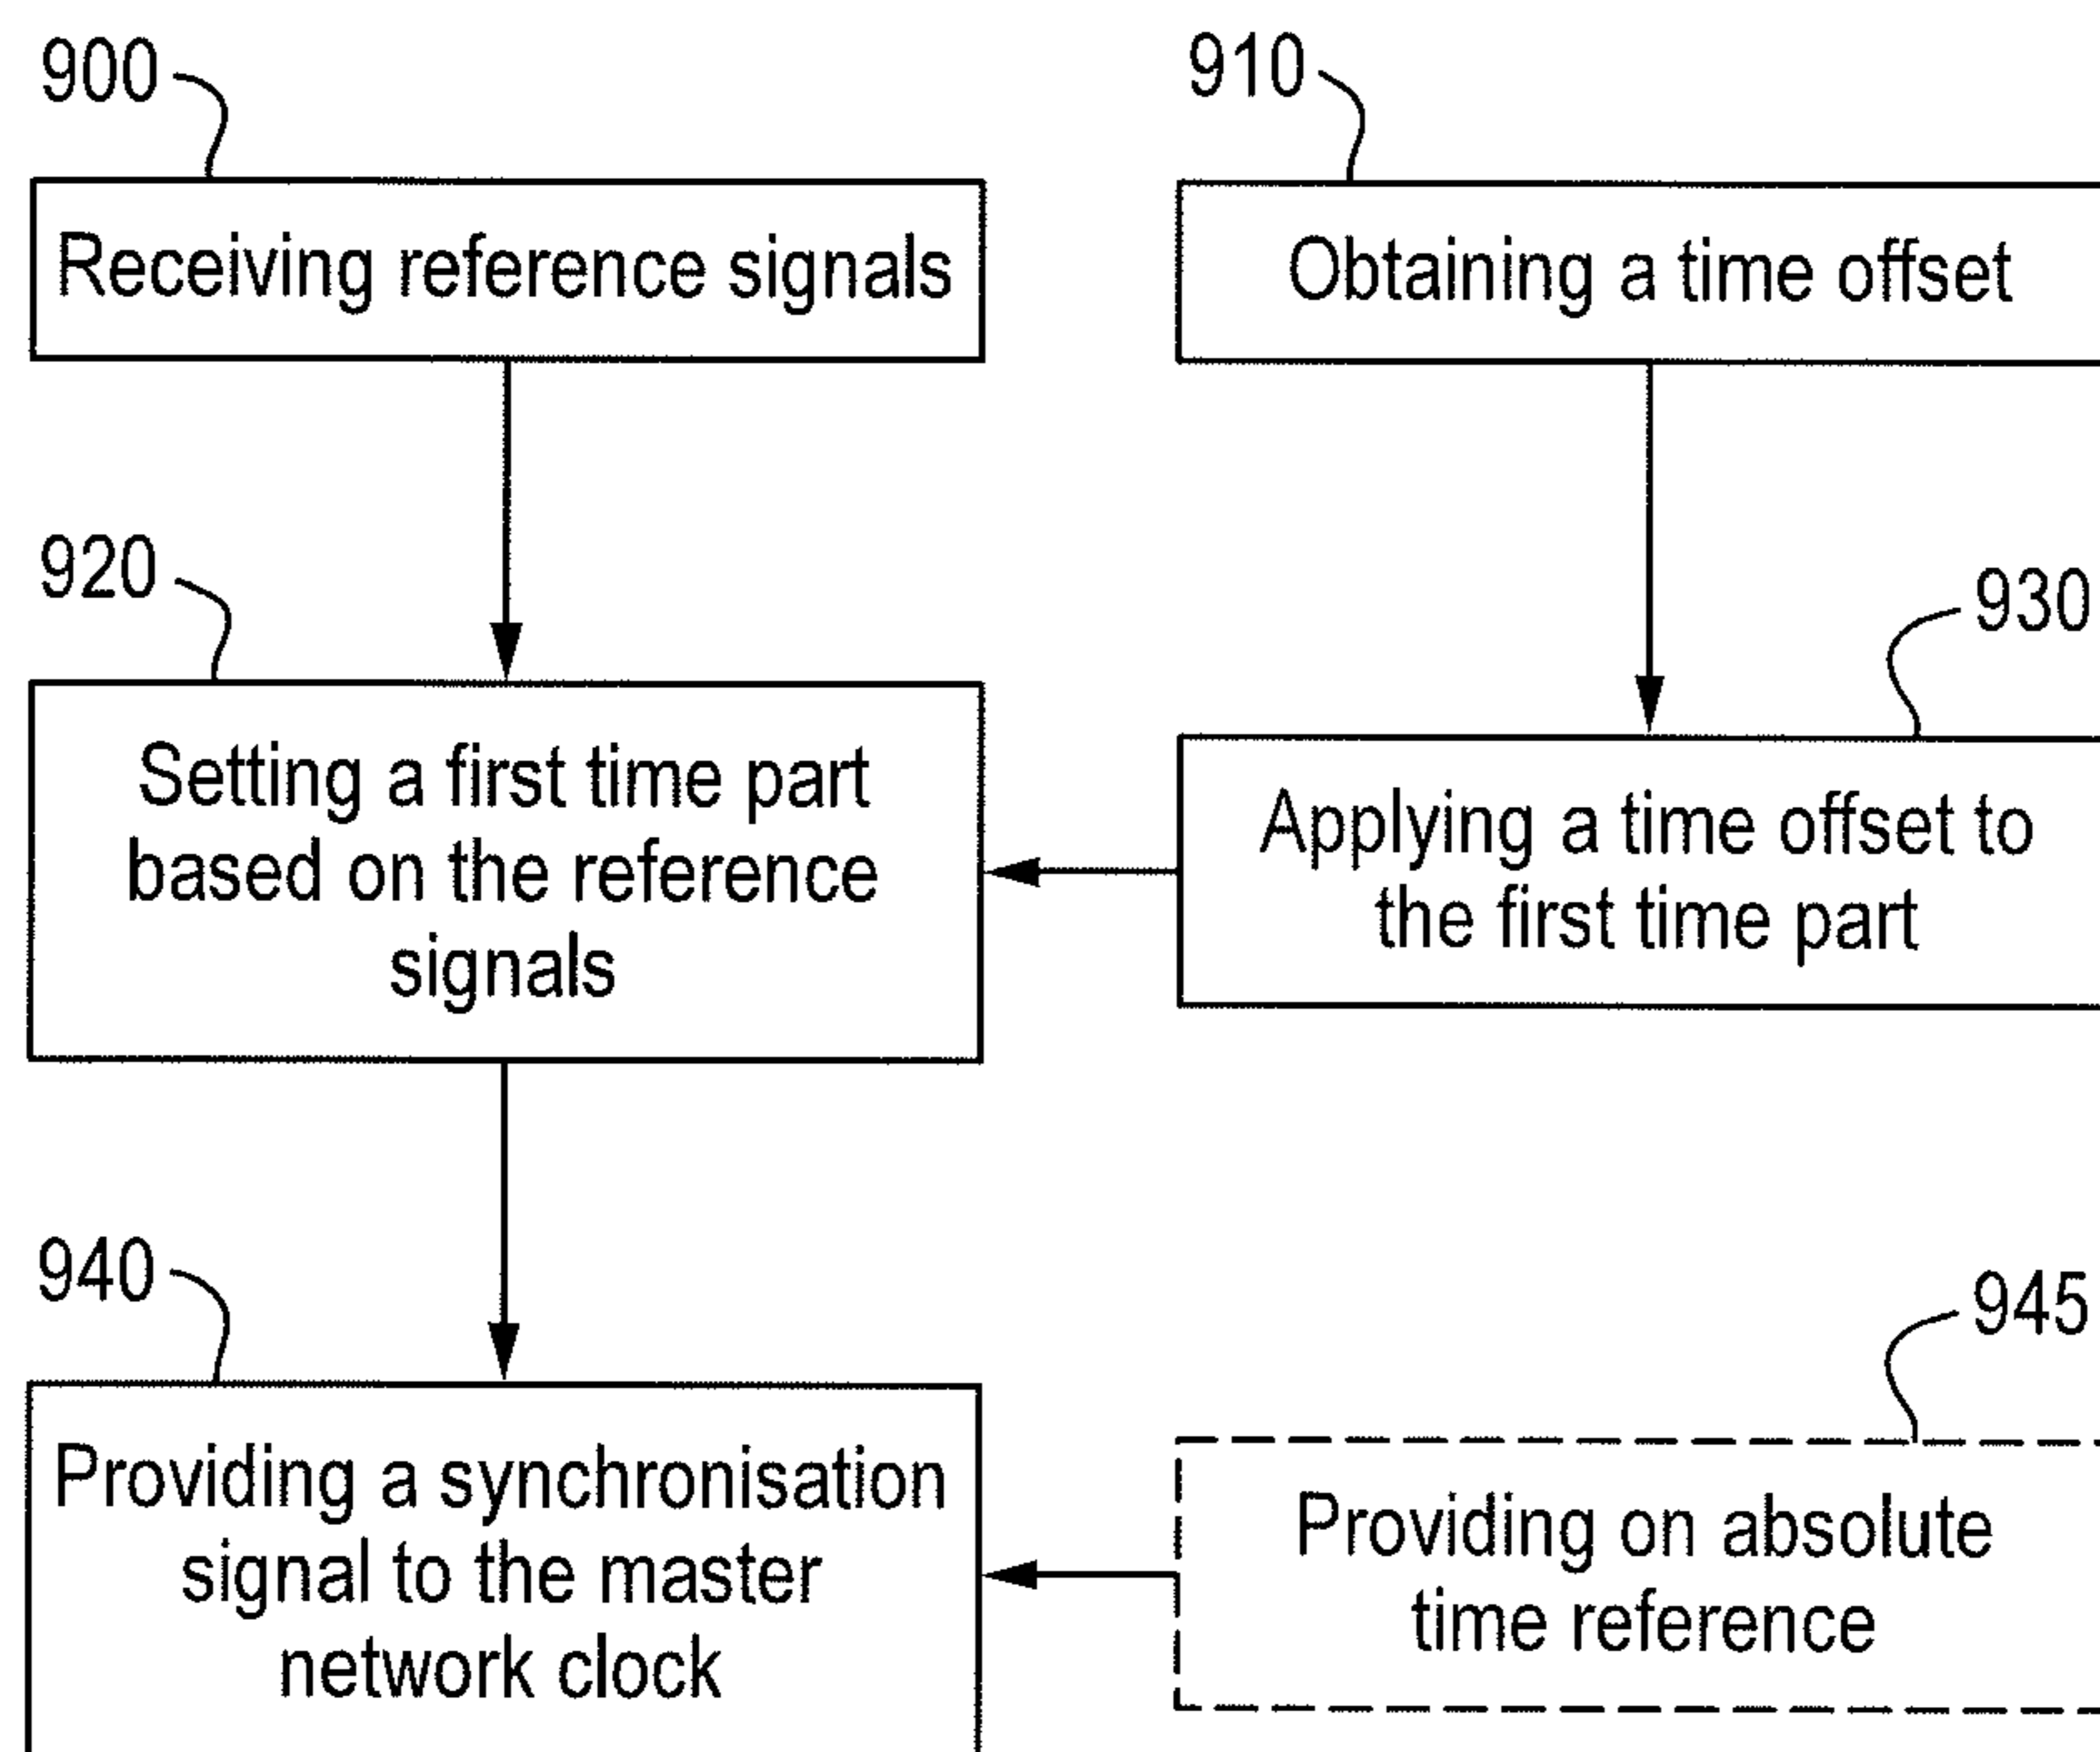 900
Receiving reference signals
910
Obtaining a time offset
920
Setting a first time part
based on the reference
signals
930
Applying a time offset to
the first time part
940
Providing a synchronisation
signal to the master
network clock
945
Providing on absolute
time reference